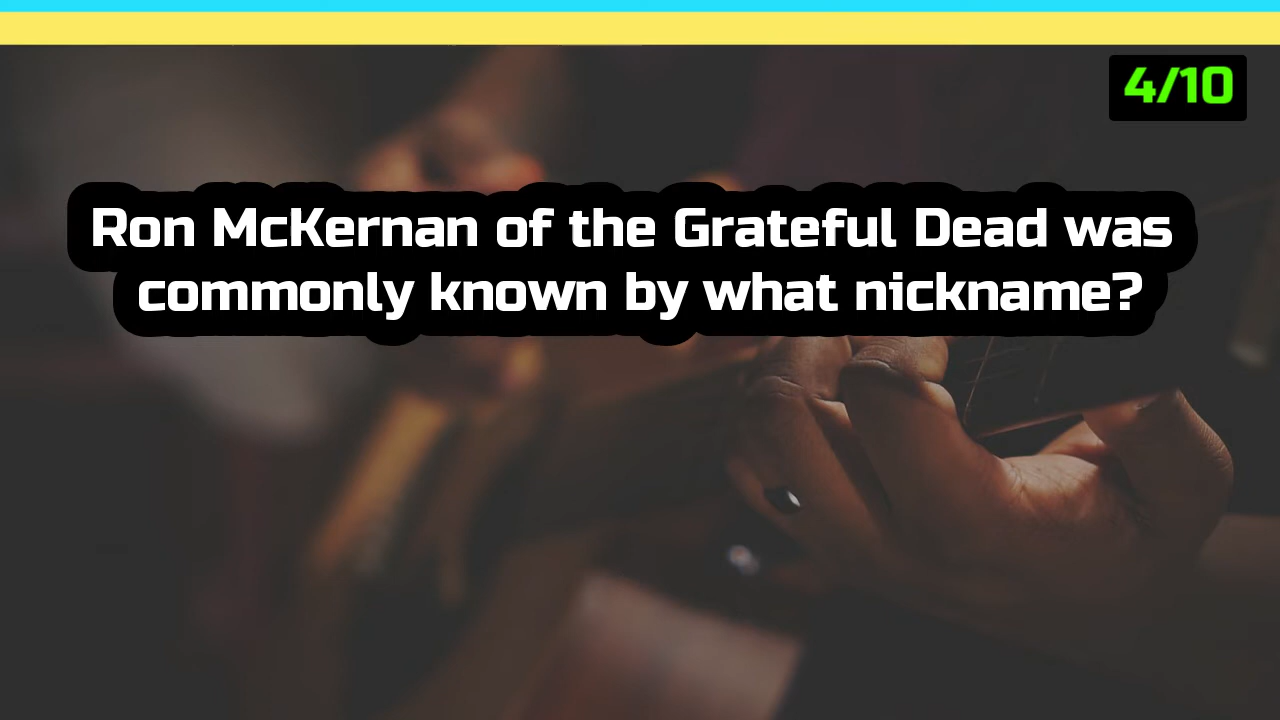 4/10
Ron McKernan of the Grateful Dead was
commonly known by what nickname?